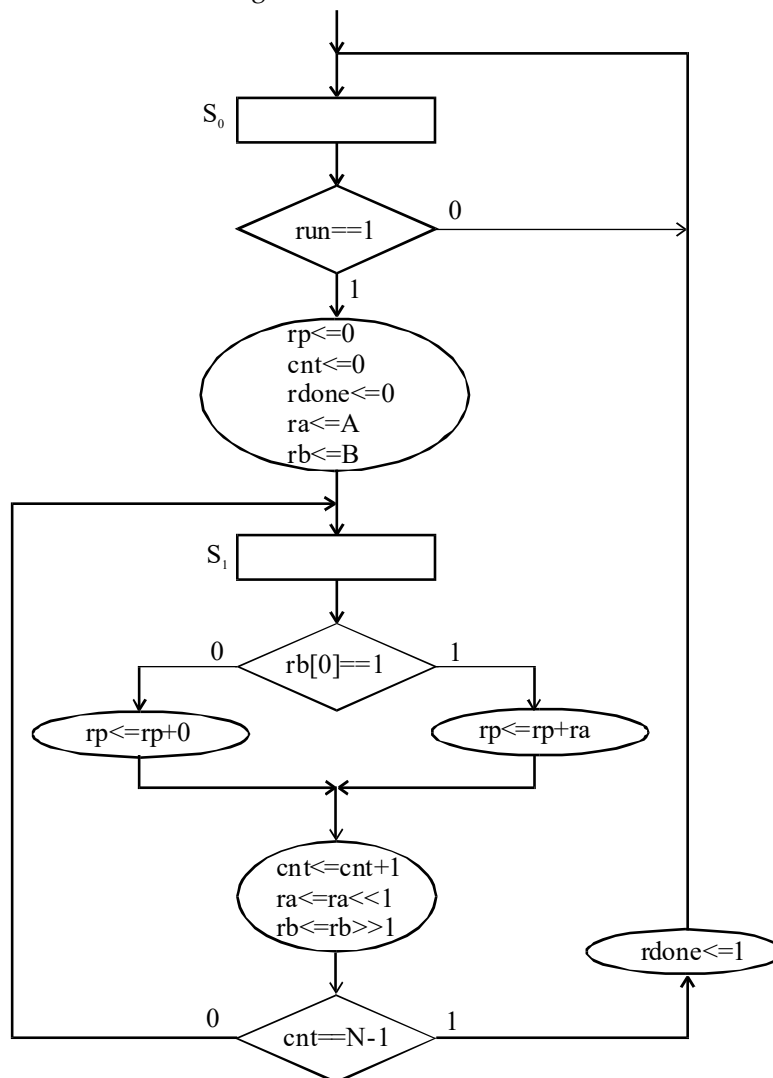 S₀
run==1
0
1
rp<=0
cnt<=0
rdone<=0
ra<=A
rb<=B
S₁
0
rb[0]==1
1
rp<=rp+0
rp<=rp+ra
cnt<=cnt+1
ra<=ra<<1
rb<=rb>>1
rdone<=1
0
cnt==N-1
1